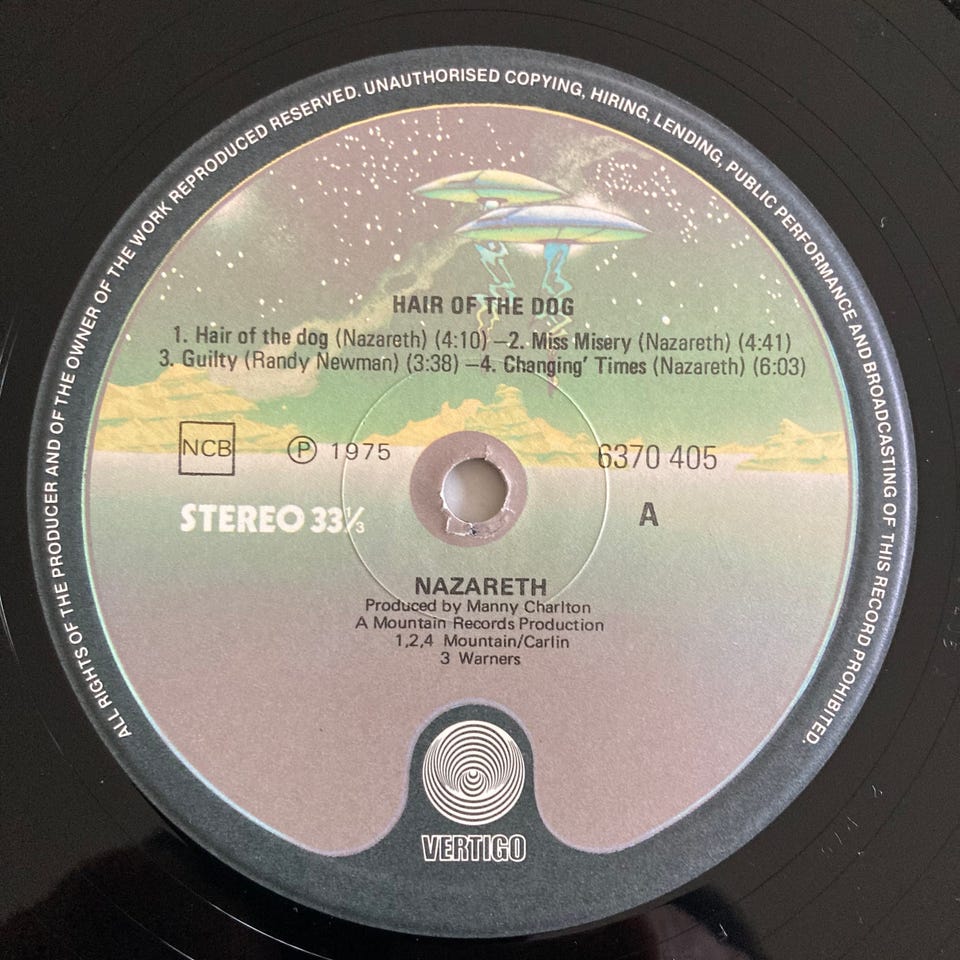 ALL RIGHTS OF THE PRODUCER AND OF THE OWNER OF THE WORK REPRODUCED RESERVED. UNAUTHORISED COPYING, HIRING, LENDING, PUBLIC PERFORMANCE AND BROADCASTING OF THIS RECORD PROHIBITED.
HAIR OF THE DOG
1. Hair of the dog (Nazareth) (4:10) –2. Miss Misery (Nazareth) (4:41)
3. Guilty (Randy Newman) (3:38) –4. Changing' Times (Nazareth) (6:03)
NCB ℗ 1975 6370 405
STEREO 33⅓ A
NAZARETH
Produced by Manny Charlton
A Mountain Records Production
1,2,4 Mountain/Carlin
3 Warners
VERTIGO